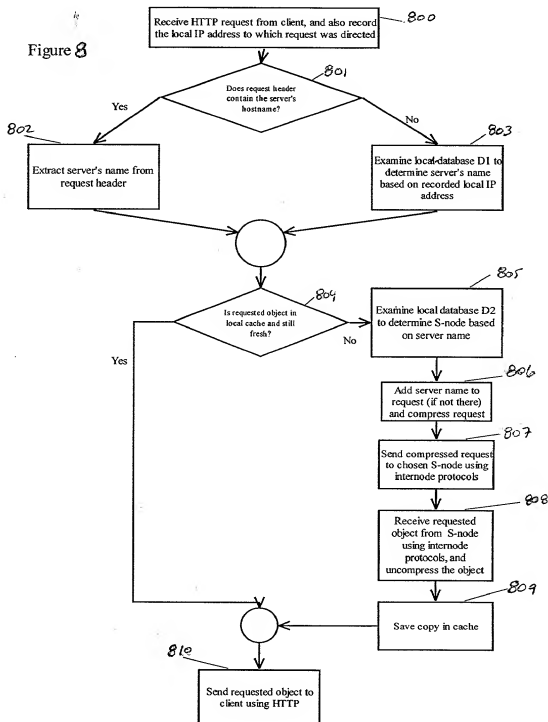 Figure 8
800
Receive HTTP request from client, and also record
the local IP address to which request was directed
801
Does request header
contain the server's
hostname?
Yes
No
802
Extract server's name from
request header
803
Examine local-database D1 to
determine server's name
based on recorded local IP
address
804
Is requested object in
local cache and still
fresh?
Yes
No
805
Examine local database D2
to determine S-node based
on server name
806
Add server name to
request (if not there)
and compress request
807
Send compressed request
to chosen S-node using
internode protocols
808
Receive requested
object from S-node
using internode
protocols, and
uncompress the object
809
Save copy in cache
810
Send requested object to
client using HTTP